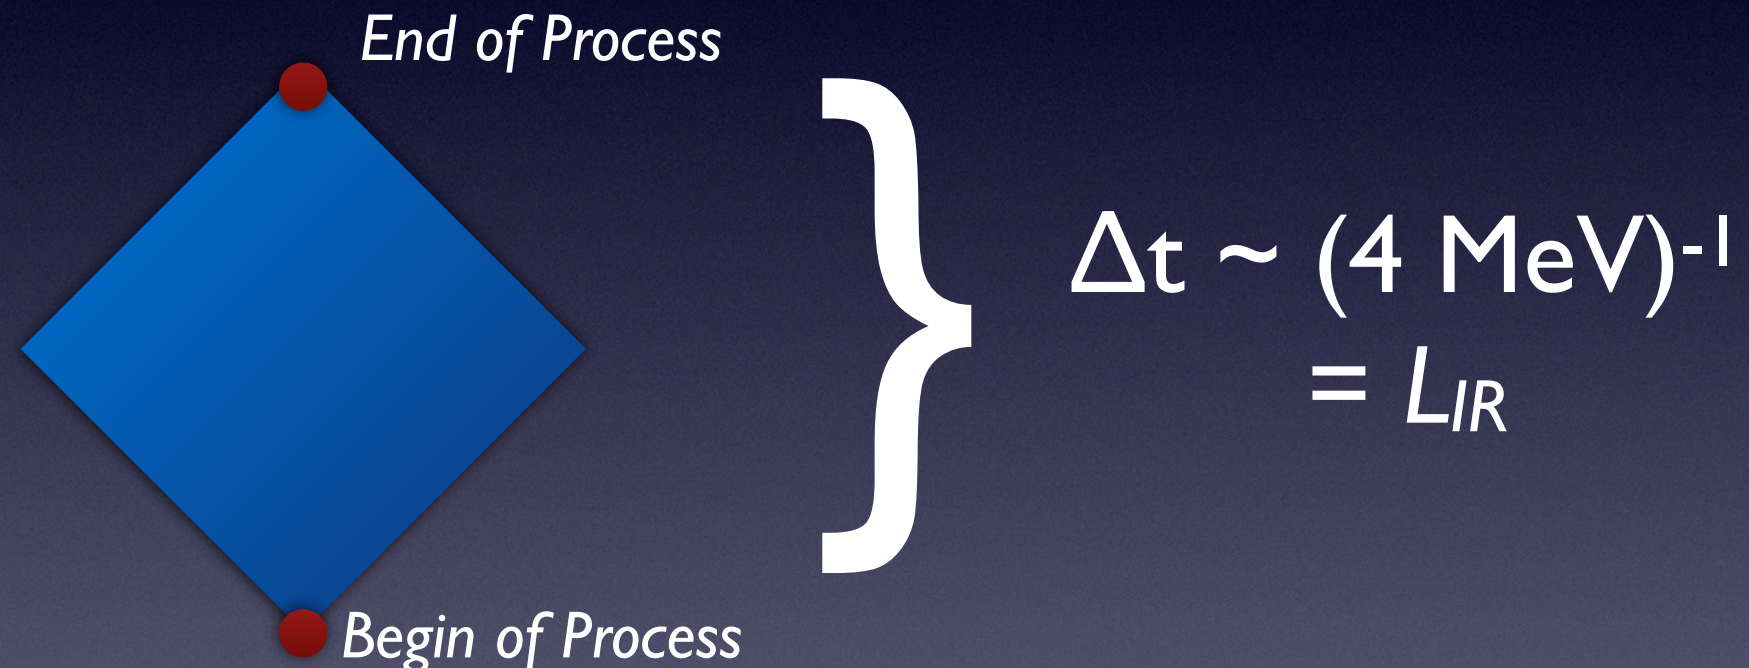 End of Process
Δt ~ (4 MeV)⁻¹
= L_IR
Begin of Process